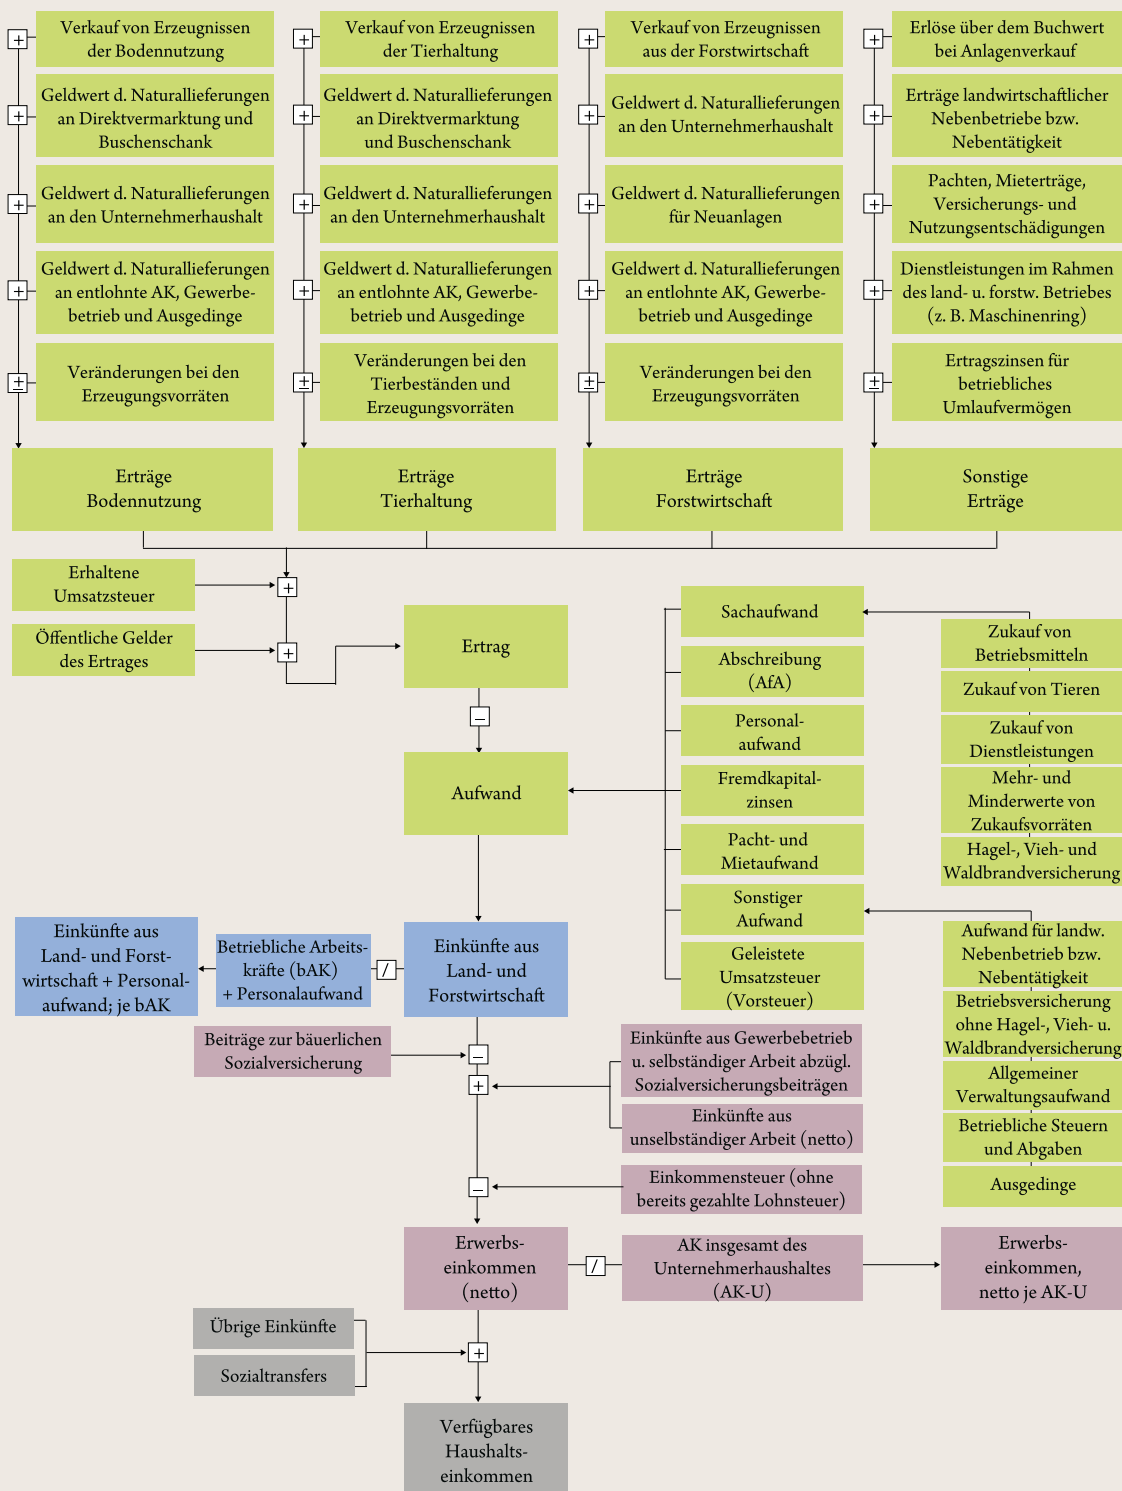 Verkauf von Erzeugnissen
der Bodennutzung
+
Geldwert d. Naturallieferungen
an Direktvermarktung und
Buschenschank
+
Geldwert d. Naturallieferungen
an den Unternehmerhaushalt
+
Geldwert d. Naturallieferungen
an entlohnte AK, Gewerbe-
betrieb und Ausgedinge
+
Veränderungen bei den
Erzeugungsvorräten
±
Erträge
Bodennutzung
Verkauf von Erzeugnissen
der Tierhaltung
+
Geldwert d. Naturallieferungen
an Direktvermarktung
und Buschenschank
+
Geldwert d. Naturallieferungen
an den Unternehmerhaushalt
+
Geldwert d. Naturallieferungen
an entlohnte AK, Gewerbe-
betrieb und Ausgedinge
+
Veränderungen bei den
Tierbeständen und
Erzeugungsvorräten
±
Erträge
Tierhaltung
Verkauf von Erzeugnissen
aus der Forstwirtschaft
+
Geldwert d. Naturallieferungen
an den Unternehmerhaushalt
+
Geldwert d. Naturallieferungen
für Neuanlagen
+
Geldwert d. Naturallieferungen
an entlohnte AK, Gewerbe-
betrieb und Ausgedinge
+
Veränderungen bei den
Erzeugungsvorräten
±
Erträge
Forstwirtschaft
Erlöse über dem Buchwert
bei Anlagenverkauf
+
Erträge landwirtschaftlicher
Nebenbetriebe bzw.
Nebentätigkeit
+
Pachten, Mieterträge,
Versicherungs- und
Nutzungsentschädigungen
+
Dienstleistungen im Rahmen
des land- u. forstw. Betriebes
(z. B. Maschinenring)
+
Ertragszinsen für
betriebliches
Umlaufvermögen
±
Sonstige
Erträge
Erhaltene
Umsatzsteuer
+
Öffentliche Gelder
des Ertrages
+
Ertrag
–
Aufwand
Sachaufwand
Abschreibung
(AfA)
Personal-
aufwand
Fremdkapital-
zinsen
Pacht- und
Mietaufwand
Sonstiger
Aufwand
Geleistete
Umsatzsteuer
(Vorsteuer)
Zukauf von
Betriebsmitteln
Zukauf von Tieren
Zukauf von
Dienstleistungen
Mehr- und
Minderwerte von
Zukaufsvorräten
Hagel-, Vieh- und
Waldbrandversicherung
Aufwand für landw.
Nebenbetrieb bzw.
Nebentätigkeit
Betriebsversicherung
ohne Hagel-, Vieh- u.
Waldbrandversicherung
Allgemeiner
Verwaltungsaufwand
Betriebliche Steuern
und Abgaben
Ausgedinge
Einkünfte aus
Land- und Forst-
wirtschaft + Personal-
aufwand; je bAK
Betriebliche Arbeits-
kräfte (bAK)
+ Personalaufwand
/
Einkünfte aus
Land- und
Forstwirtschaft
Beiträge zur bäuerlichen
Sozialversicherung
–
+
Einkünfte aus Gewerbebetrieb
u. selbständiger Arbeit abzügl.
Sozialversicherungsbeiträgen
Einkünfte aus
unselbständiger Arbeit (netto)
–
Einkommensteuer (ohne
bereits gezahlte Lohnsteuer)
Erwerbs-
einkommen
(netto)
/
AK insgesamt des
Unternehmerhaushaltes
(AK-U)
Erwerbs-
einkommen,
netto je AK-U
Übrige Einkünfte
Sozialtransfers
+
Verfügbares
Haushalts-
einkommen